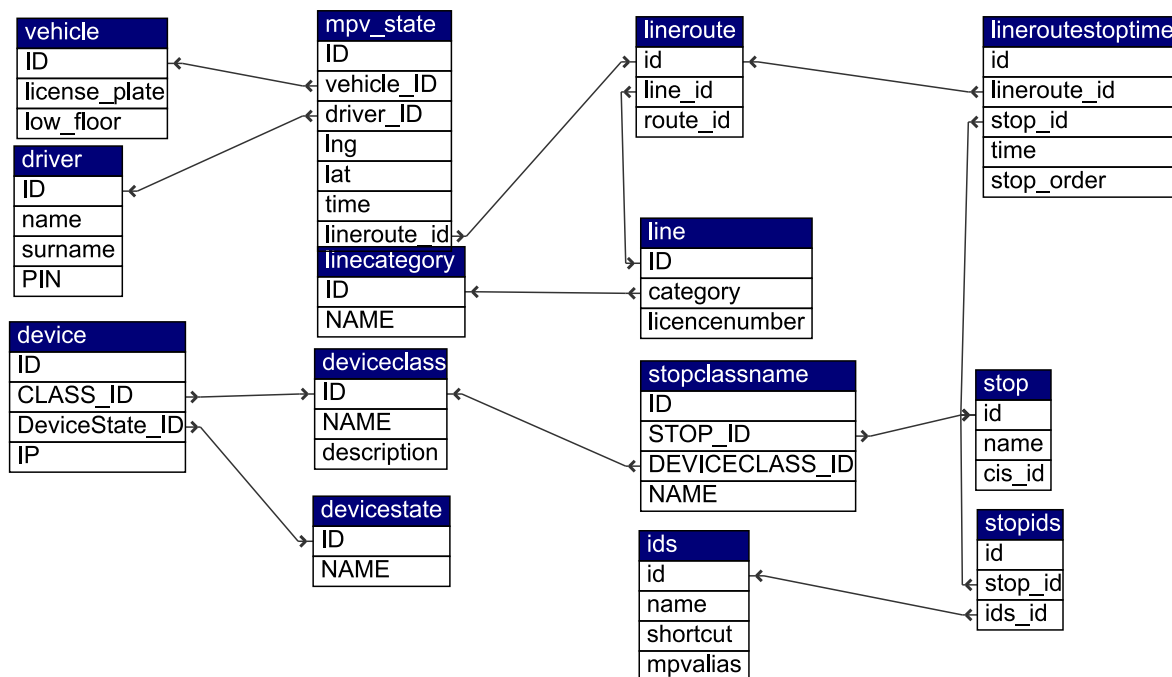 vehicle
ID
license_plate
low_floor
driver
ID
name
surname
PIN
device
ID
CLASS_ID
DeviceState_ID
IP
mpv_state
ID
vehicle_ID
driver_ID
lng
lat
time
lineroute_id
linecategory
ID
NAME
deviceclass
ID
NAME
description
devicestate
ID
NAME
lineroute
id
line_id
route_id
line
ID
category
licencenumber
stopclassname
ID
STOP_ID
DEVICECLASS_ID
NAME
ids
id
name
shortcut
mpvalias
lineroutestoptime
id
lineroute_id
stop_id
time
stop_order
stop
id
name
cis_id
stopids
id
stop_id
ids_id